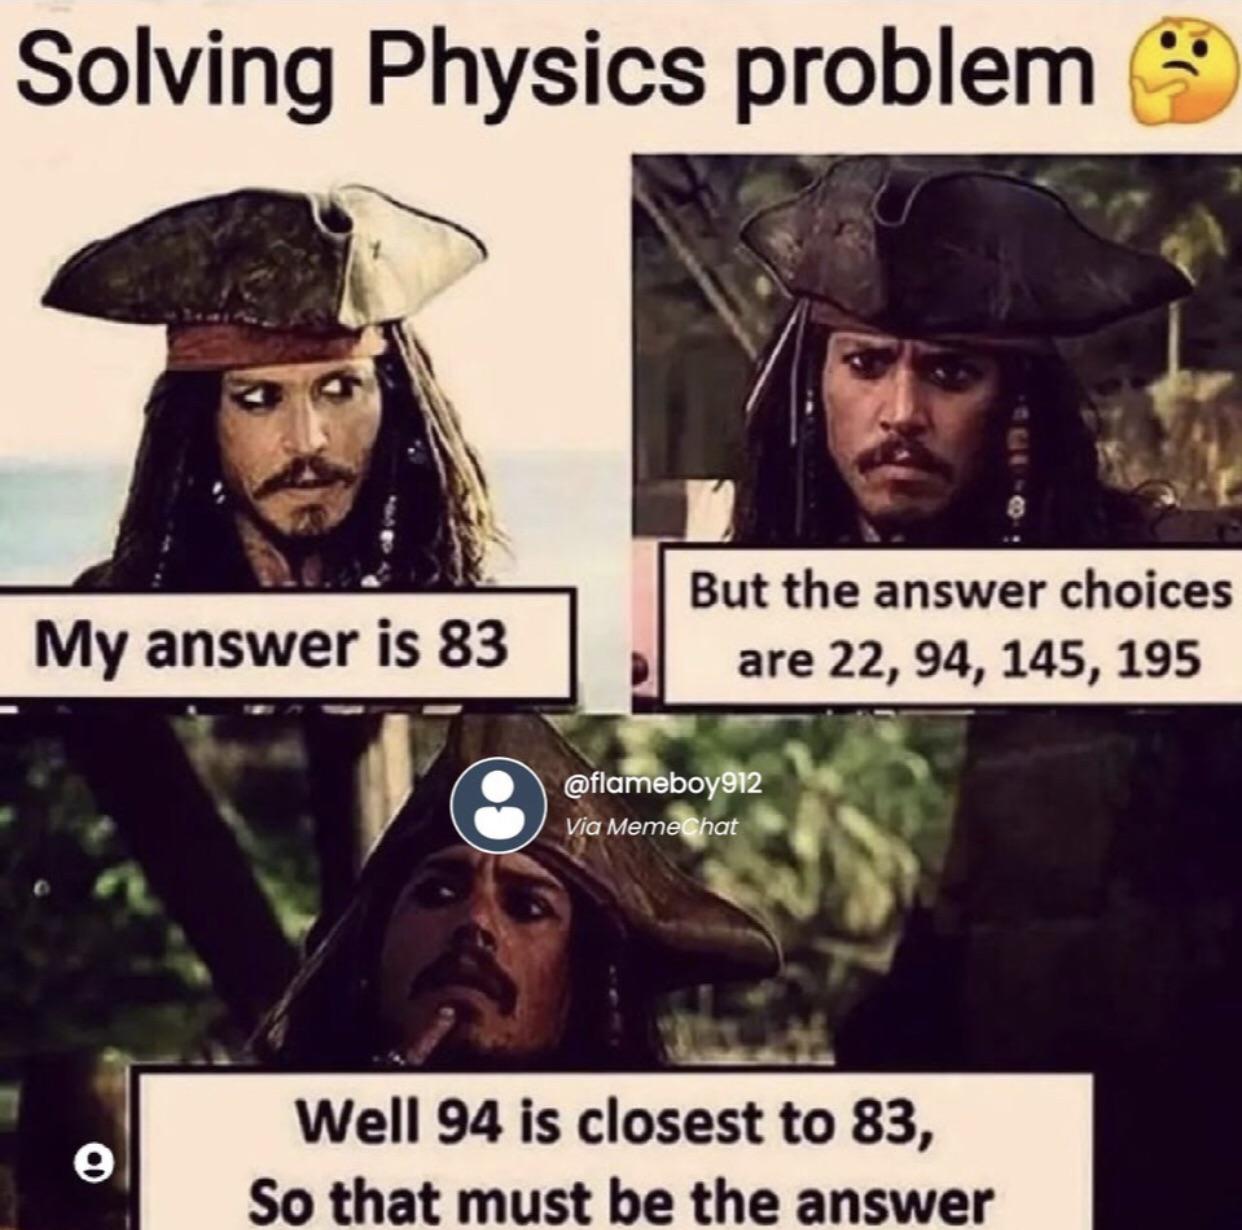 Solving Physics problem 🤔
My answer is 83
But the answer choices
are 22, 94, 145, 195
@flameboy912
Via MemeChat
Well 94 is closest to 83,
So that must be the answer